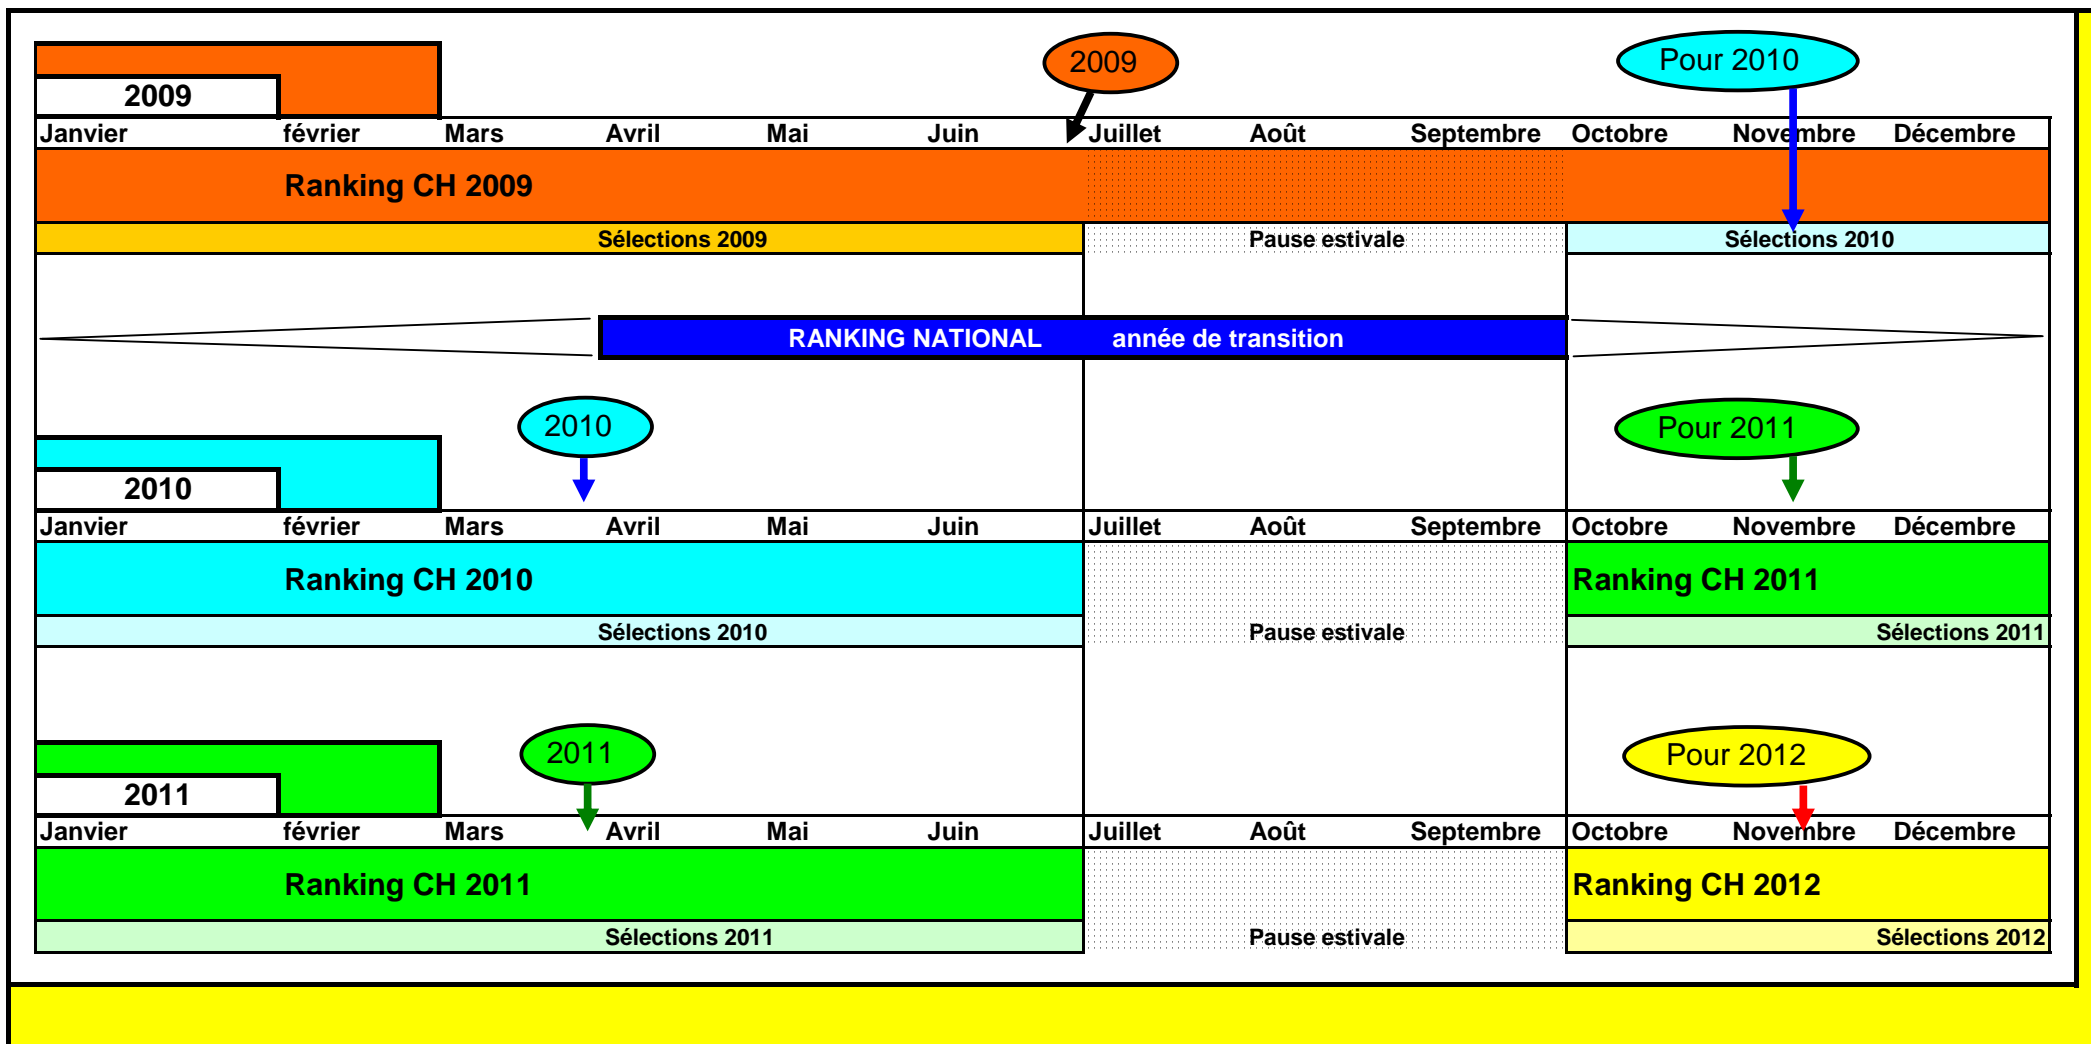 2009 Pour 2010
2009
Janvier février Mars Avril Mai Juin Juillet Août Septembre Octobre Novembre Décembre
Ranking CH 2009
Sélections 2009 Pause estivale Sélections 2010
RANKING NATIONAL année de transition
2010 Pour 2011
2010
Janvier février Mars Avril Mai Juin Juillet Août Septembre Octobre Novembre Décembre
Ranking CH 2010 Ranking CH 2011
Sélections 2010 Pause estivale Sélections 2011
2011 Pour 2012
2011
Janvier février Mars Avril Mai Juin Juillet Août Septembre Octobre Novembre Décembre
Ranking CH 2011 Ranking CH 2012
Sélections 2011 Pause estivale Sélections 2012